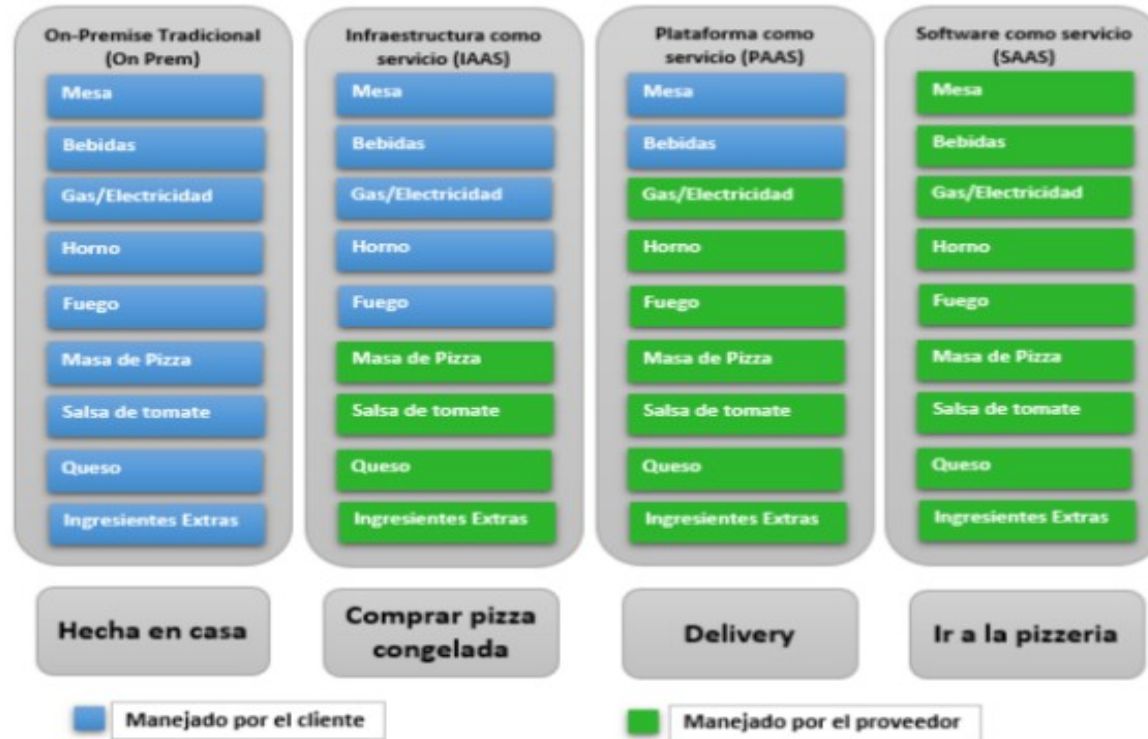 On-Premise Tradicional
(On Prem)
Mesa
Bebidas
Gas/Electricidad
Horno
Fuego
Masa de Pizza
Salsa de tomate
Queso
Ingresientes Extras
Hecha en casa
Infraestructura como
servicio (IAAS)
Mesa
Bebidas
Gas/Electricidad
Horno
Fuego
Masa de Pizza
Salsa de tomate
Queso
Ingresientes Extras
Comprar pizza
congelada
Plataforma como
servicio (PAAS)
Mesa
Bebidas
Gas/Electricidad
Horno
Fuego
Masa de Pizza
Salsa de tomate
Queso
Ingresientes Extras
Delivery
Software como servicio
(SAAS)
Mesa
Bebidas
Gas/Electricidad
Horno
Fuego
Masa de Pizza
Salsa de tomate
Queso
Ingresientes Extras
Ir a la pizzeria
Manejado por el cliente
Manejado por el proveedor